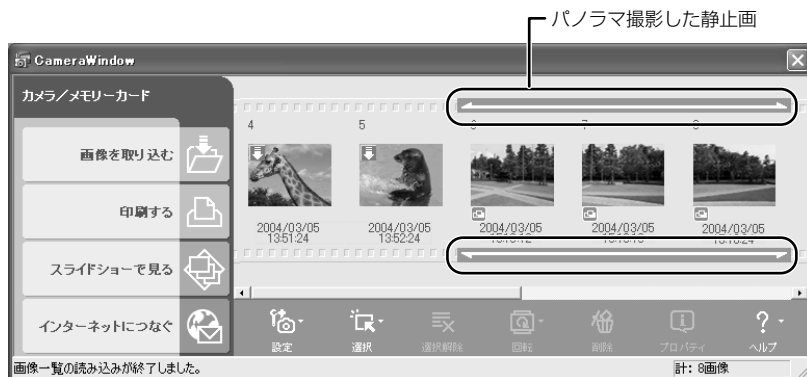 パノラマ撮影した静止画
CameraWindow
カメラ／メモリーカード
画像を取り込む
印刷する
スライドショーで見る
インターネットにつなぐ
4 5
2004/03/05 2004/03/05 2004/03/05 2004/03/05 2004/03/05
13:51:24 13:52:24
設定 選択 選択解除 回転 削除 プロパティ ヘルプ
画像一覧の読み込みが終了しました。 計: 8画像